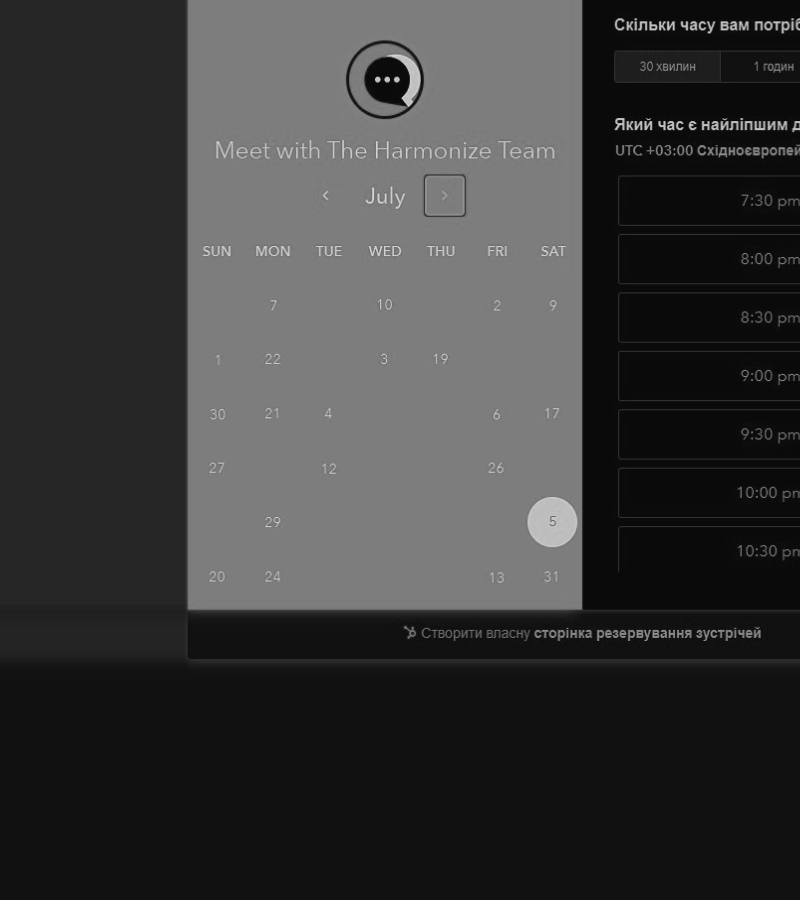 Meet with The Harmonize Team
July
SUN MON TUE WED THU FRI SAT
7 10 2 9
1 22 3 19
30 21 4 6 17
27 12 26
29 5
20 24 13 31
Скільки часу вам потріб
30 хвилин 1 годин
Який час є найліпшим д
UTC +03:00 Східноєвропей
7:30 pm
8:00 pm
8:30 pm
9:00 pm
9:30 pm
10:00 pm
10:30 pm
Створити власну сторінка резервування зустрічей